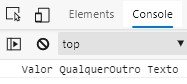 Elements Console
top
Valor QualquerOutro Texto